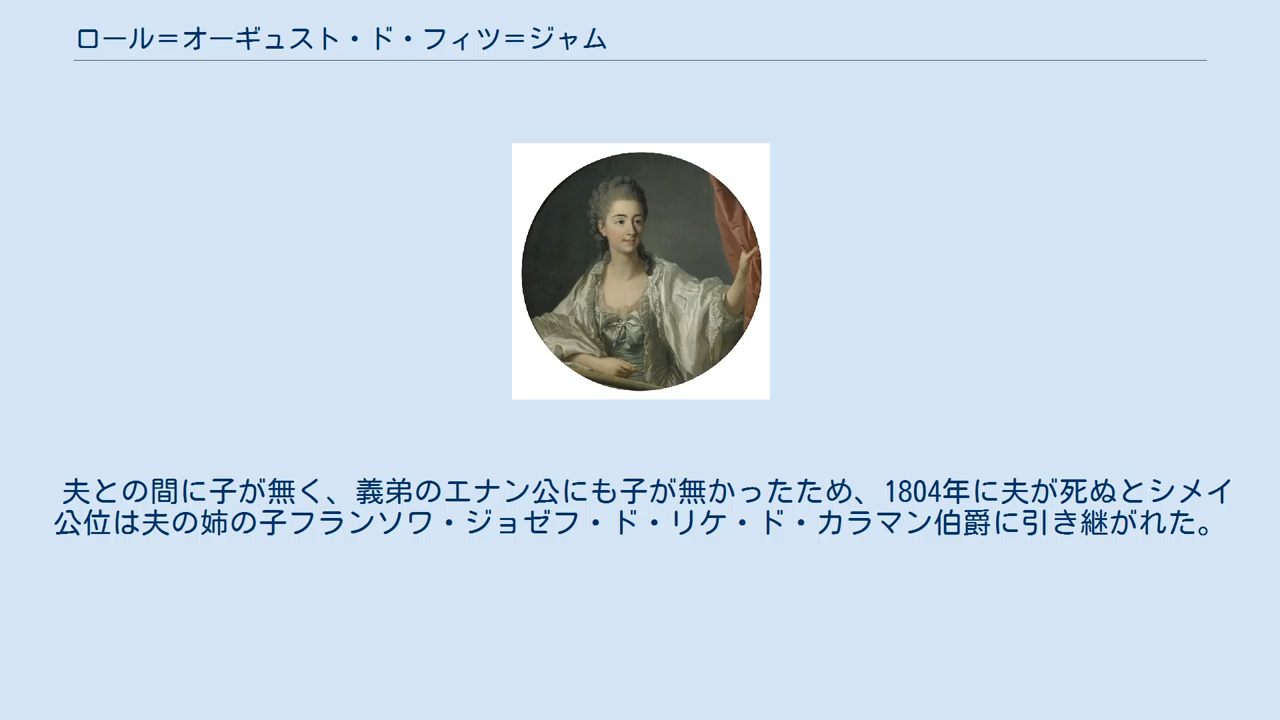 ロール＝オーギュスト・ド・フィツ＝ジャム
夫との間に子が無く、義弟のエナン公にも子が無かったため、1804年に夫が死ぬとシメイ
公位は夫の姉の子フランソワ・ジョゼフ・ド・リケ・ド・カラマン伯爵に引き継がれた。